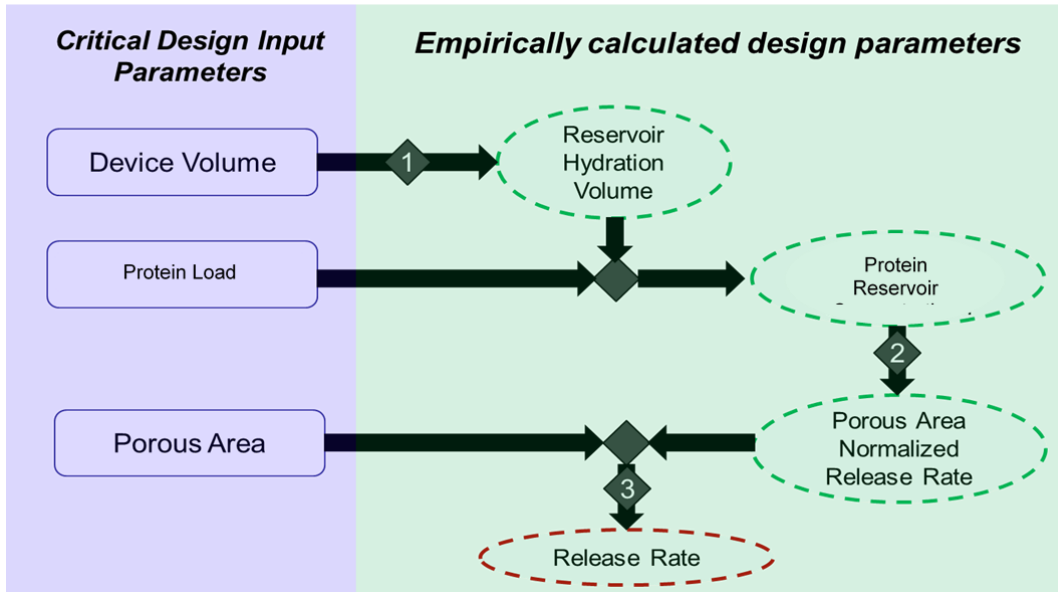 Critical Design Input
Parameters
Empirically calculated design parameters
Device Volume
1
Reservoir
Hydration
Volume
Protein Load
Protein
Reservoir
2
Porous Area
Porous Area
Normalized
Release Rate
3
Release Rate